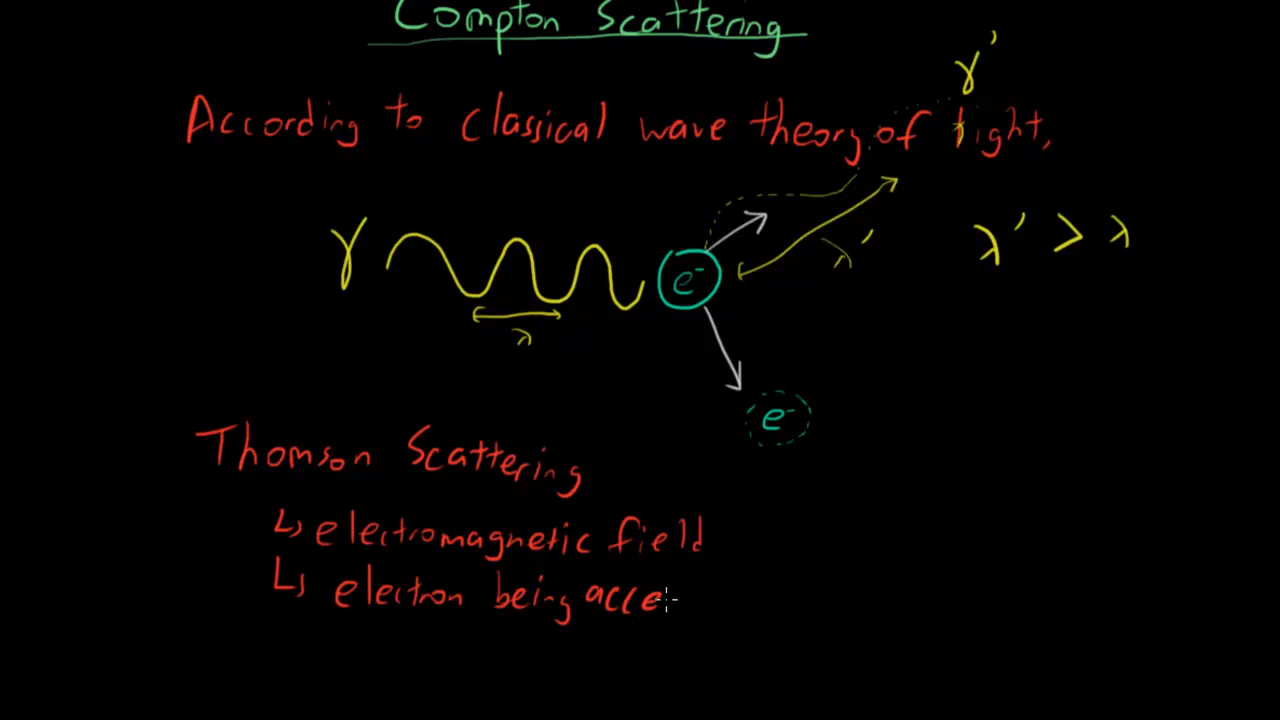 Compton Scattering
γ'
According to classical wave theory of light,
γ
e⁻
λ'
λ' > λ
λ
e⁻
Thomson Scattering
↳ electromagnetic field
↳ electron being acce